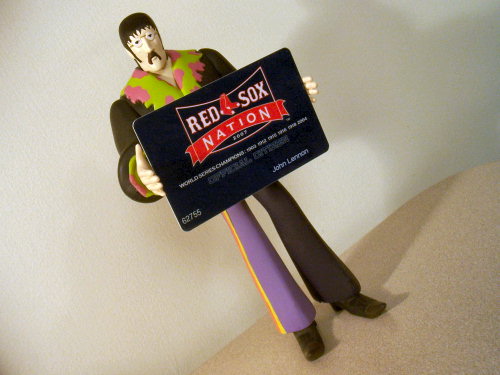 RED SOX
NATION
2007
WORLD SERIES CHAMPIONS: 1903 1912 1915 1916 1918 2004
OFFICIAL CITIZEN
John Lennon
62755